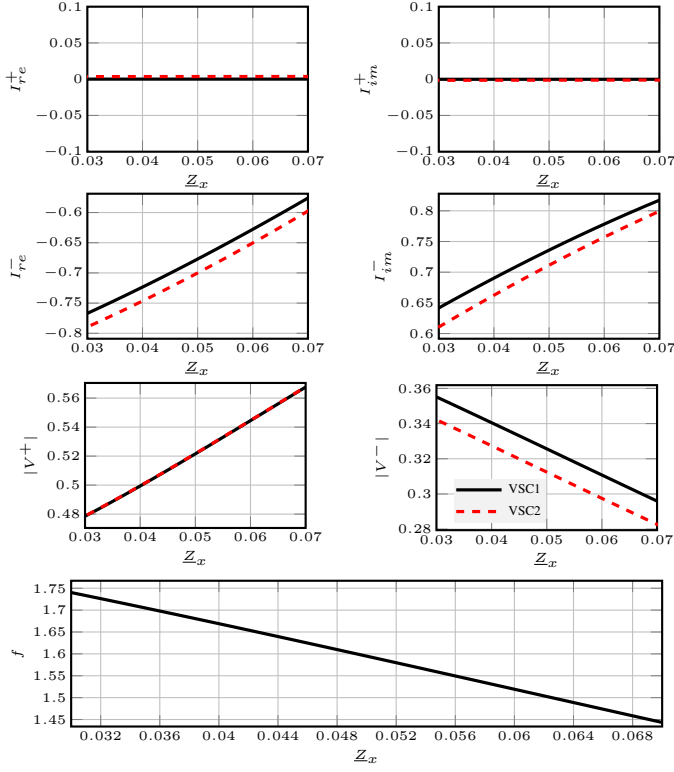 0.1
0.05
0
−0.05
−0.1
I⁺re
0.03 0.04 0.05 0.06 0.07
Zx
0.1
0.05
0
−0.05
−0.1
I⁺im
0.03 0.04 0.05 0.06 0.07
Zx
−0.6
−0.65
−0.7
−0.75
−0.8
I⁻re
0.03 0.04 0.05 0.06 0.07
Zx
0.8
0.75
0.7
0.65
0.6
I⁻im
0.03 0.04 0.05 0.06 0.07
Zx
0.56
0.54
0.52
0.5
0.48
|V⁺|
0.03 0.04 0.05 0.06 0.07
Zx
0.36
0.34
0.32
0.3
0.28
|V⁻|
VSC1
VSC2
0.03 0.04 0.05 0.06 0.07
Zx
1.75
1.7
1.65
1.6
1.55
1.5
1.45
f
0.032 0.036 0.04 0.044 0.048 0.052 0.056 0.06 0.064 0.068
Zx